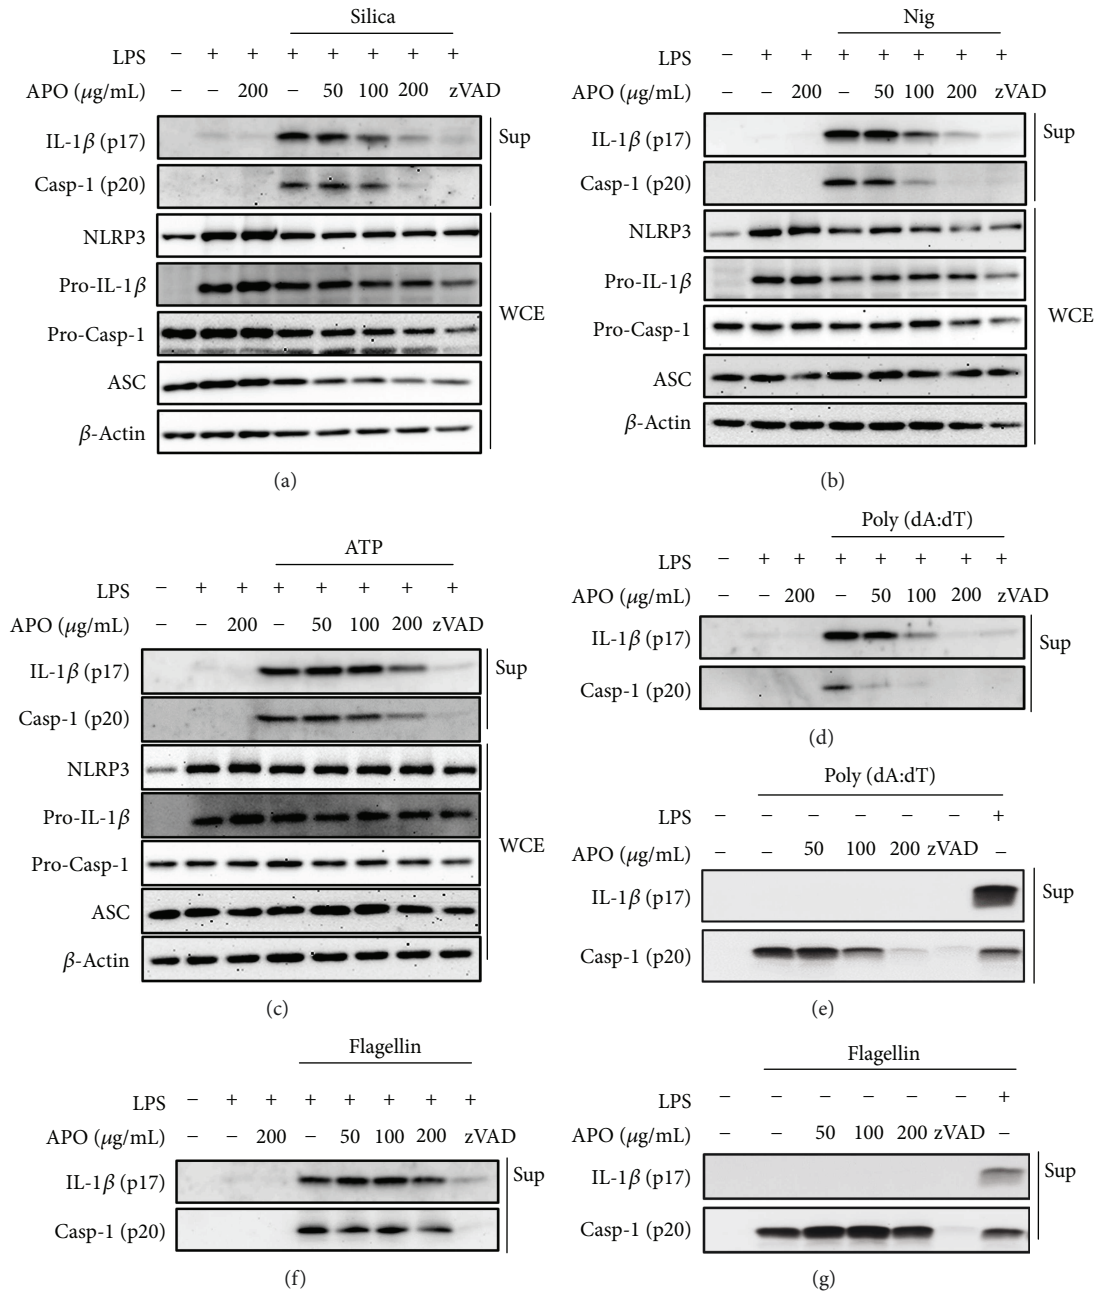 Silica
LPS − + + + + + + +
APO (μg/mL) − − 200 − 50 100 200 zVAD
IL-1β (p17)
Sup
Casp-1 (p20)
NLRP3
Pro-IL-1β
WCE
Pro-Casp-1
ASC
β-Actin
(a)
Nig
LPS − + + + + + + +
APO (μg/mL) − − 200 − 50 100 200 zVAD
IL-1β (p17)
Sup
Casp-1 (p20)
NLRP3
Pro-IL-1β
WCE
Pro-Casp-1
ASC
β-Actin
(b)
ATP
LPS − + + + + + + +
APO (μg/mL) − − 200 − 50 100 200 zVAD
IL-1β (p17)
Sup
Casp-1 (p20)
NLRP3
Pro-IL-1β
WCE
Pro-Casp-1
ASC
β-Actin
(c)
Poly (dA:dT)
LPS − + + + + + + +
APO (μg/mL) − − 200 − 50 100 200 zVAD
IL-1β (p17)
Sup
Casp-1 (p20)
(d)
Poly (dA:dT)
LPS − − − − − − +
APO (μg/mL) − − 50 100 200 zVAD −
IL-1β (p17)
Sup
Casp-1 (p20)
(e)
Flagellin
LPS − + + + + + + +
APO (μg/mL) − − 200 − 50 100 200 zVAD
IL-1β (p17)
Sup
Casp-1 (p20)
(f)
Flagellin
LPS − − − − − − +
APO (μg/mL) − − 50 100 200 zVAD −
IL-1β (p17)
Sup
Casp-1 (p20)
(g)